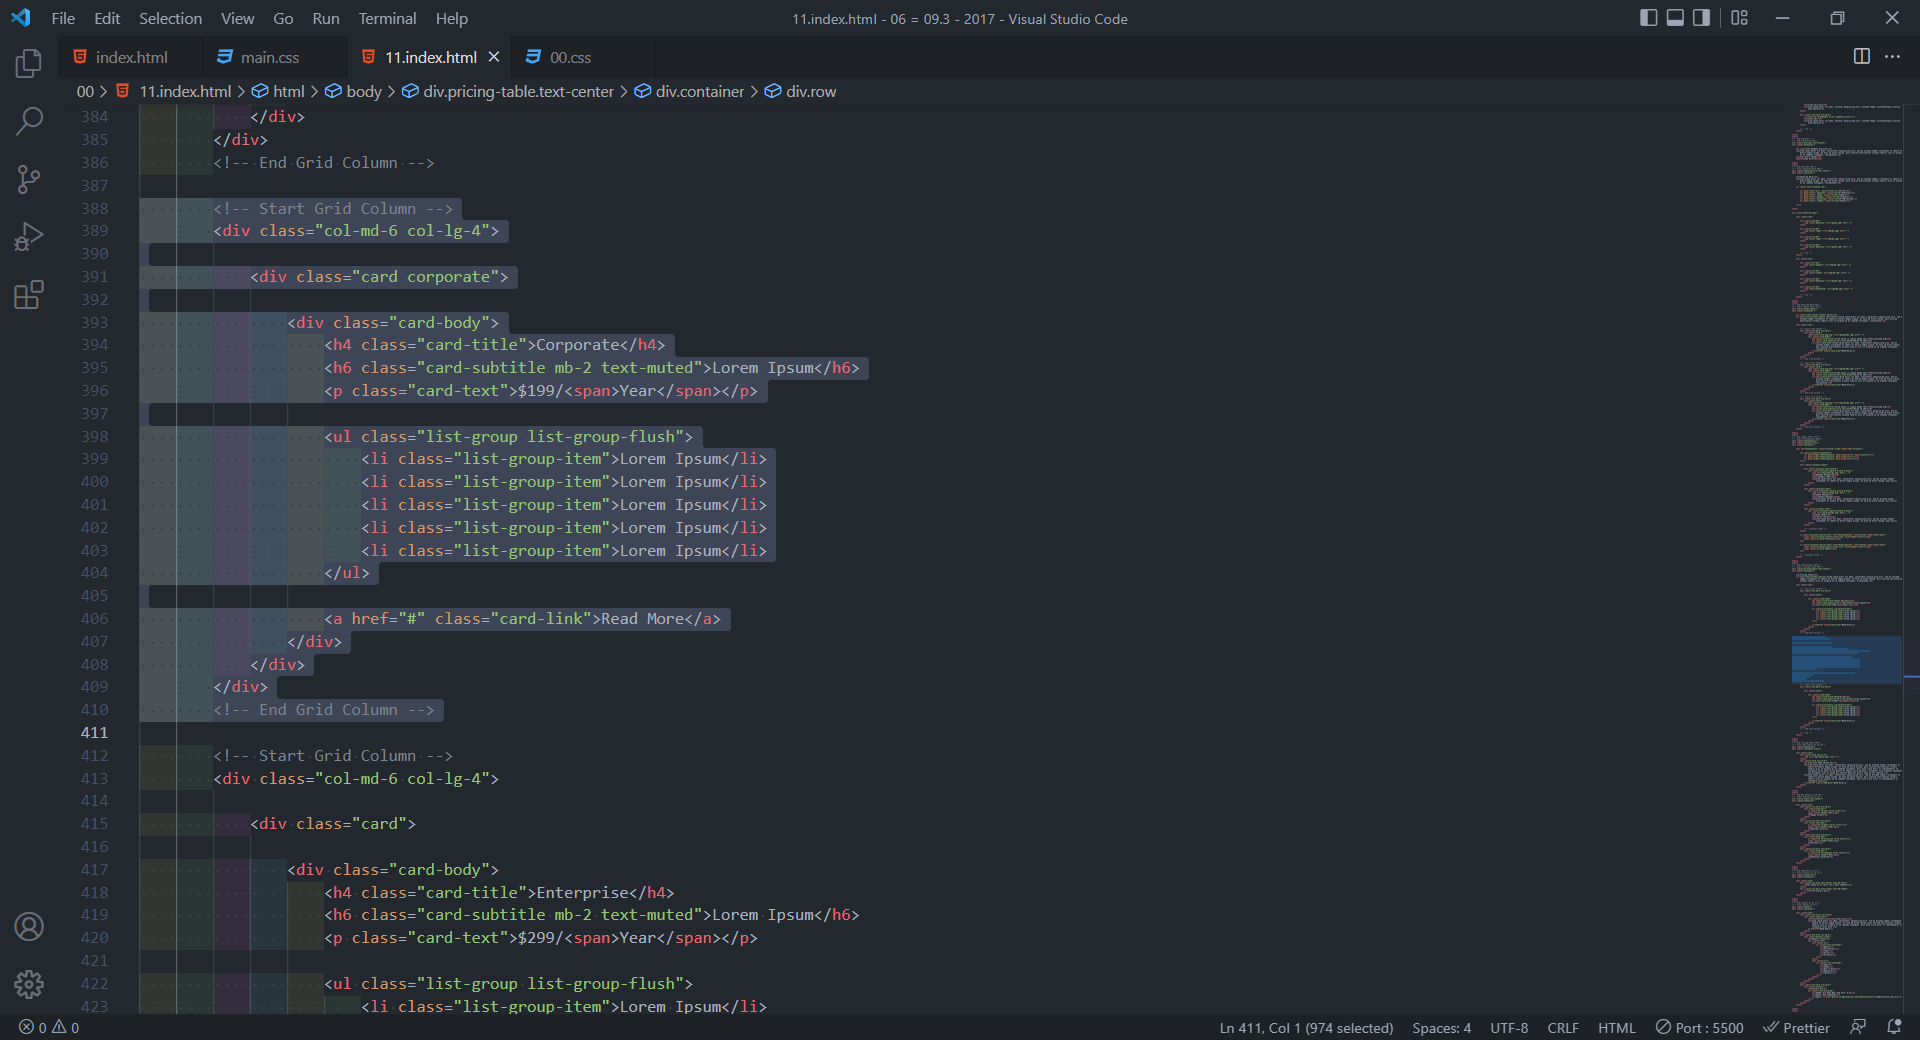 File Edit Selection View Go Run Terminal Help 11.index.html - 06 = 09.3 - 2017 - Visual Studio Code
index.html main.css 11.index.html 00.css
00 > 11.index.html > html > body > div.pricing-table.text-center > div.container > div.row
384 </div>
385 </div>
386 <!-- End Grid Column -->
387
388 <!-- Start Grid Column -->
389 <div class="col-md-6 col-lg-4">
390
391 <div class="card corporate">
392
393 <div class="card-body">
394 <h4 class="card-title">Corporate</h4>
395 <h6 class="card-subtitle mb-2 text-muted">Lorem Ipsum</h6>
396 <p class="card-text">$199/<span>Year</span></p>
397
398 <ul class="list-group list-group-flush">
399 <li class="list-group-item">Lorem Ipsum</li>
400 <li class="list-group-item">Lorem Ipsum</li>
401 <li class="list-group-item">Lorem Ipsum</li>
402 <li class="list-group-item">Lorem Ipsum</li>
403 <li class="list-group-item">Lorem Ipsum</li>
404 </ul>
405
406 <a href="#" class="card-link">Read More</a>
407 </div>
408 </div>
409 </div>
410 <!-- End Grid Column -->
411
412 <!-- Start Grid Column -->
413 <div class="col-md-6 col-lg-4">
414
415 <div class="card">
416
417 <div class="card-body">
418 <h4 class="card-title">Enterprise</h4>
419 <h6 class="card-subtitle mb-2 text-muted">Lorem Ipsum</h6>
420 <p class="card-text">$299/<span>Year</span></p>
421
422 <ul class="list-group list-group-flush">
423 <li class="list-group-item">Lorem Ipsum</li>
0 0 Ln 411, Col 1 (974 selected) Spaces: 4 UTF-8 CRLF HTML Port : 5500 Prettier